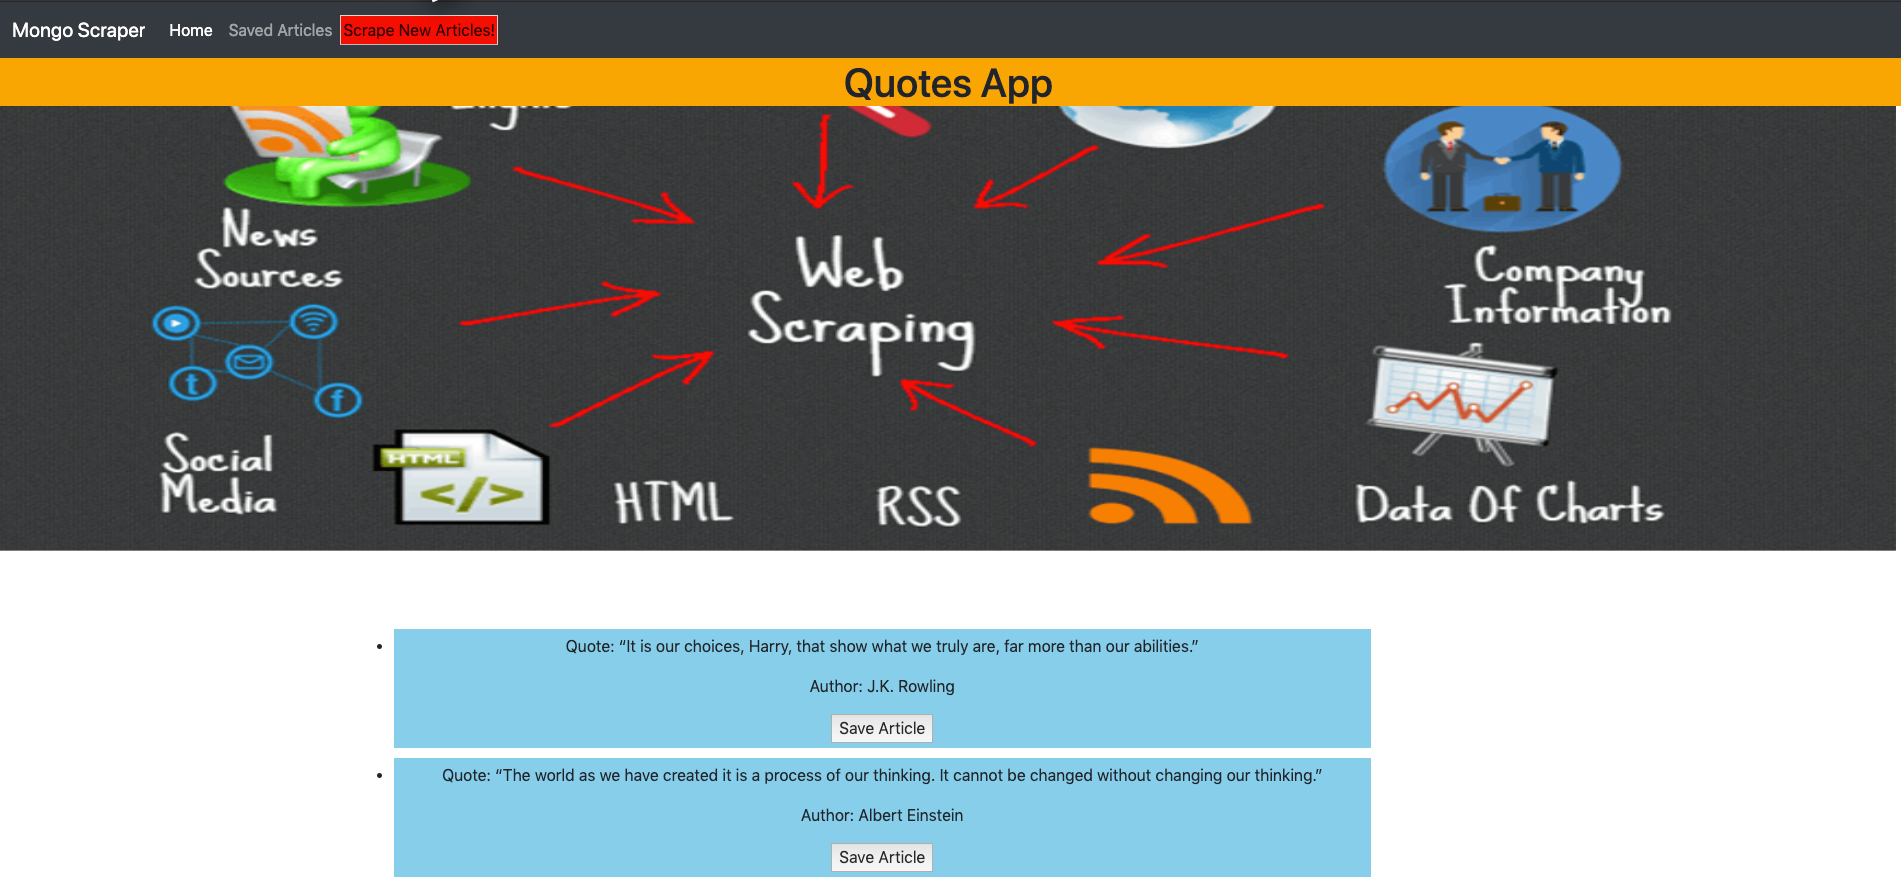 Mongo Scraper Home Saved Articles Scrape New Articles!
Quotes App
News
Sources
Web
Scraping
Company
Information
Social
Media
HTML
HTML
RSS
Data Of Charts
Quote: “It is our choices, Harry, that show what we truly are, far more than our abilities.”
Author: J.K. Rowling
Save Article
Quote: “The world as we have created it is a process of our thinking. It cannot be changed without changing our thinking.”
Author: Albert Einstein
Save Article